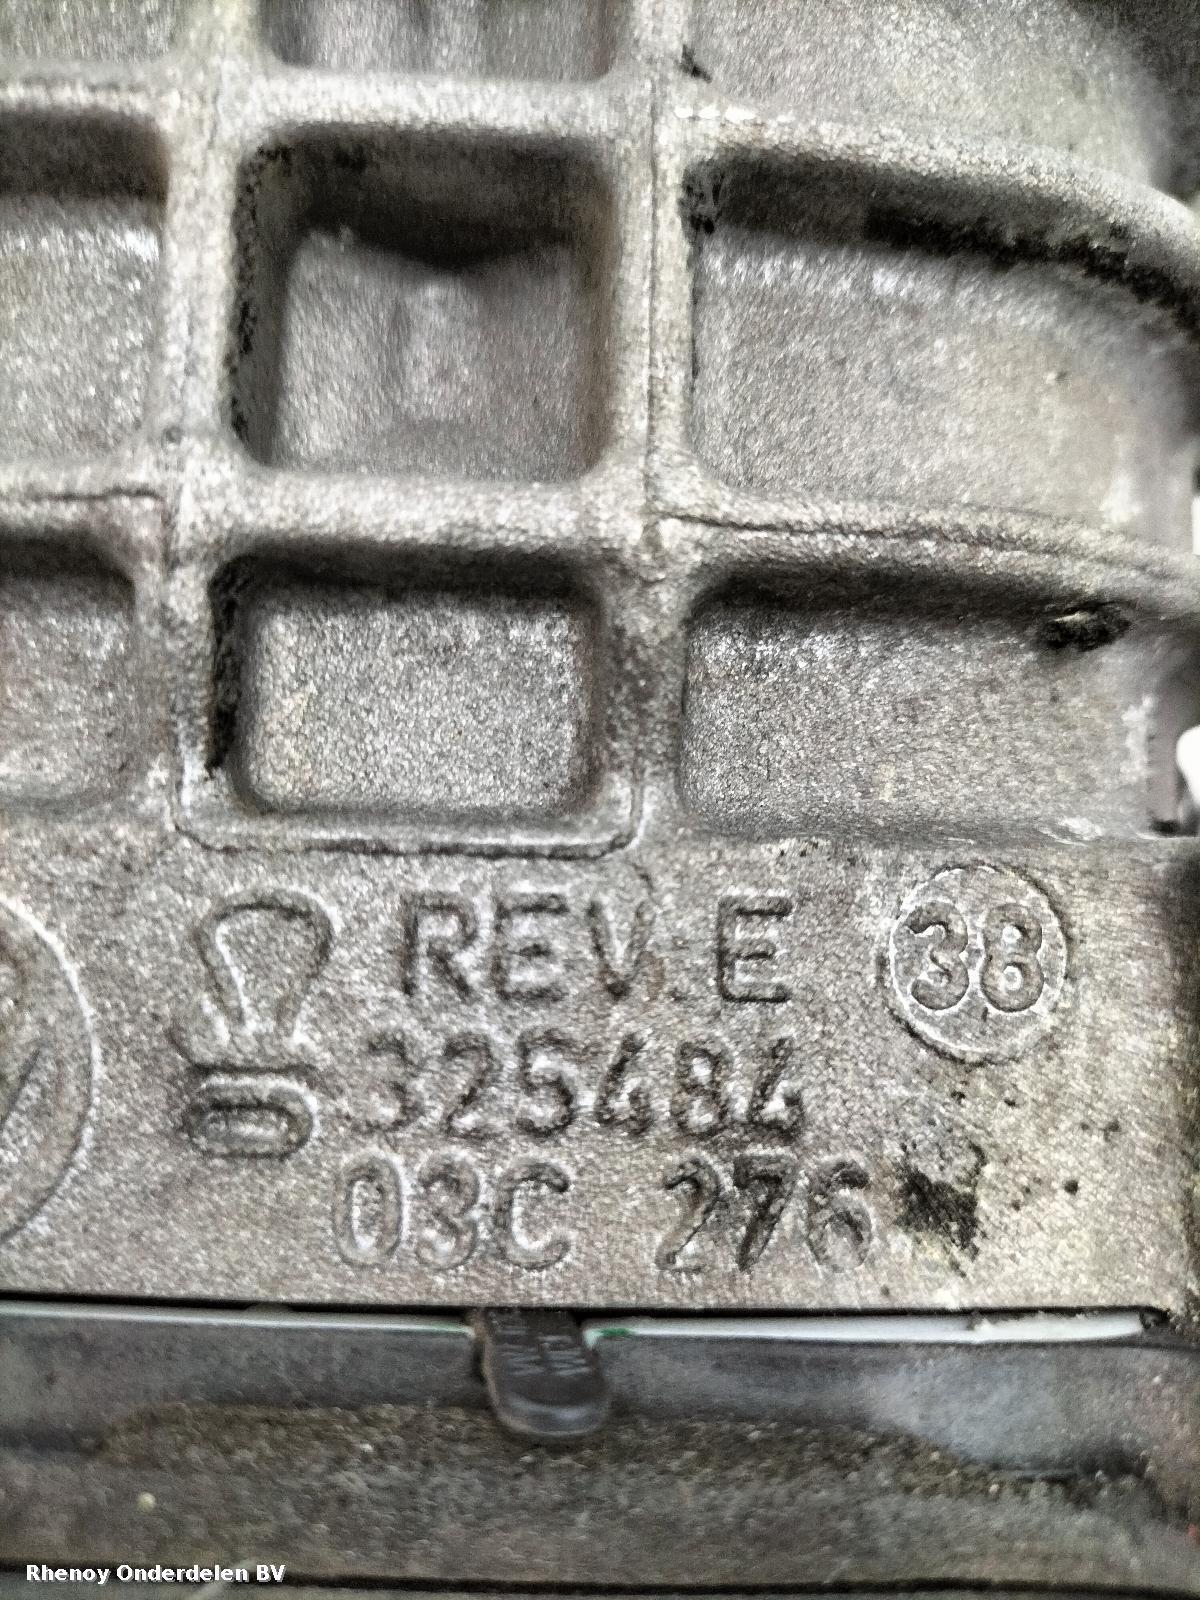 REV. E
38
325484
03C 276
Rhenoy Onderdelen BV